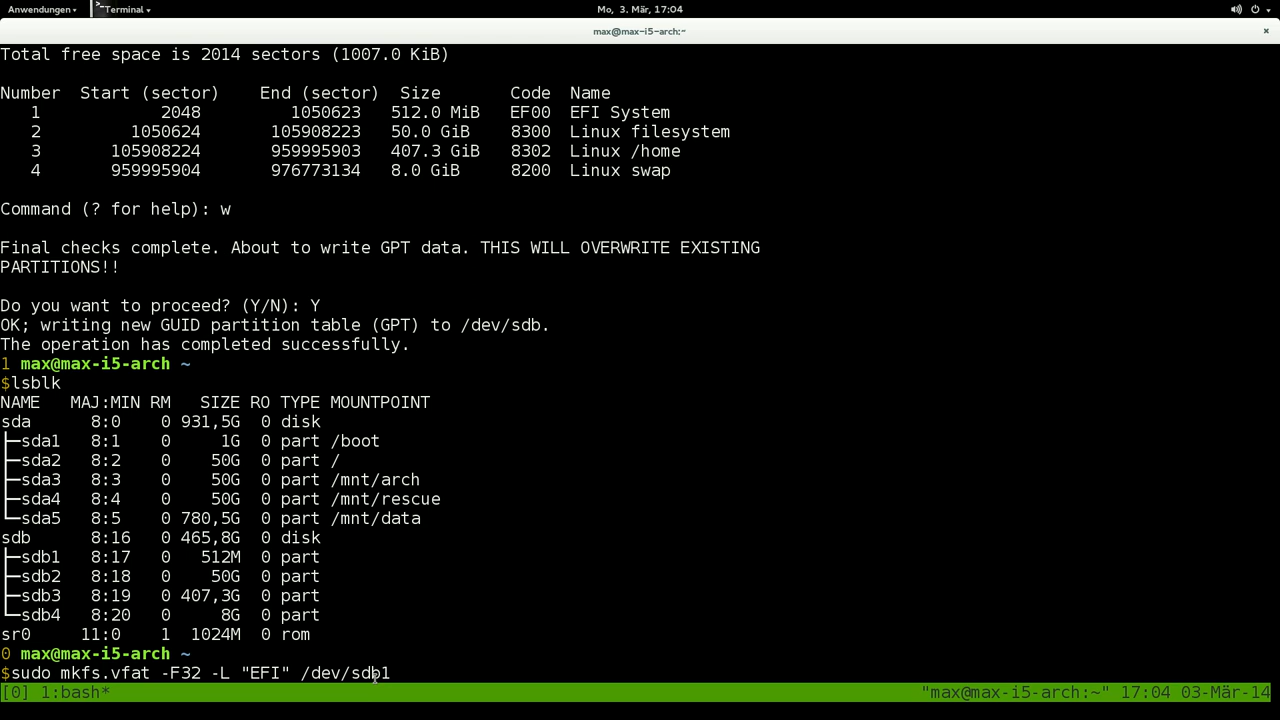 Anwendungen Terminal Mo, 3. Mär, 17:04
max@max-i5-arch:~ ×
Total free space is 2014 sectors (1007.0 KiB)
Number Start (sector) End (sector) Size Code Name
1 2048 1050623 512.0 MiB EF00 EFI System
2 1050624 105908223 50.0 GiB 8300 Linux filesystem
3 105908224 959995903 407.3 GiB 8302 Linux /home
4 959995904 976773134 8.0 GiB 8200 Linux swap
Command (? for help): w
Final checks complete. About to write GPT data. THIS WILL OVERWRITE EXISTING
PARTITIONS!!
Do you want to proceed? (Y/N): Y
OK; writing new GUID partition table (GPT) to /dev/sdb.
The operation has completed successfully.
1 max@max-i5-arch ~
$lsblk
NAME MAJ:MIN RM SIZE RO TYPE MOUNTPOINT
sda 8:0 0 931,5G 0 disk
├─sda1 8:1 0 1G 0 part /boot
├─sda2 8:2 0 50G 0 part /
├─sda3 8:3 0 50G 0 part /mnt/arch
├─sda4 8:4 0 50G 0 part /mnt/rescue
└─sda5 8:5 0 780,5G 0 part /mnt/data
sdb 8:16 0 465,8G 0 disk
├─sdb1 8:17 0 512M 0 part
├─sdb2 8:18 0 50G 0 part
├─sdb3 8:19 0 407,3G 0 part
└─sdb4 8:20 0 8G 0 part
sr0 11:0 1 1024M 0 rom
0 max@max-i5-arch ~
$sudo mkfs.vfat -F32 -L "EFI" /dev/sdb1
[0] 1:bash* "max@max-i5-arch:~" 17:04 03-Mär-14